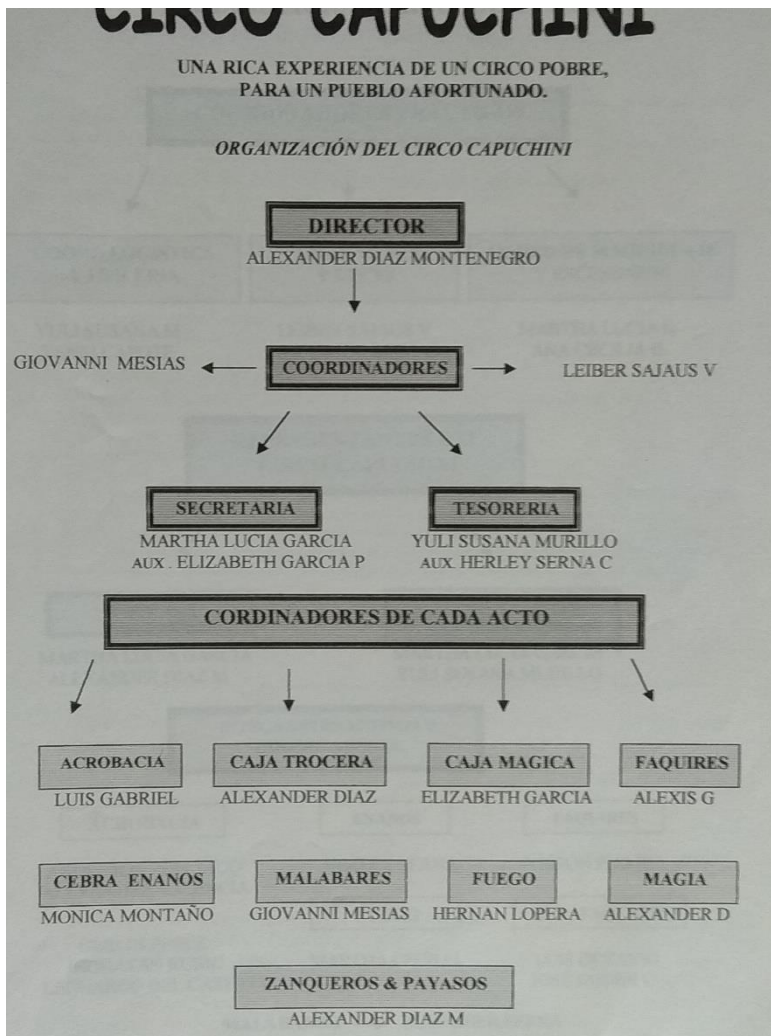 CIRCO CAPUCHINI
UNA RICA EXPERIENCIA DE UN CIRCO POBRE,
PARA UN PUEBLO AFORTUNADO.
ORGANIZACIÓN DEL CIRCO CAPUCHINI
DIRECTOR
ALEXANDER DIAZ MONTENEGRO
GIOVANNI MESIAS
COORDINADORES
LEIBER SAJAUS V
SECRETARIA
MARTHA LUCIA GARCIA
AUX . ELIZABETH GARCIA P
TESORERIA
YULI SUSANA MURILLO
AUX. HERLEY SERNA C
CORDINADORES DE CADA ACTO
ACROBACIA
LUIS GABRIEL
CAJA TROCERA
ALEXANDER DIAZ
CAJA MAGICA
ELIZABETH GARCIA
FAQUIRES
ALEXIS G
CEBRA ENANOS
MONICA MONTAÑO
MALABARES
GIOVANNI MESIAS
FUEGO
HERNAN LOPERA
MAGIA
ALEXANDER D
ZANQUEROS & PAYASOS
ALEXANDER DIAZ M